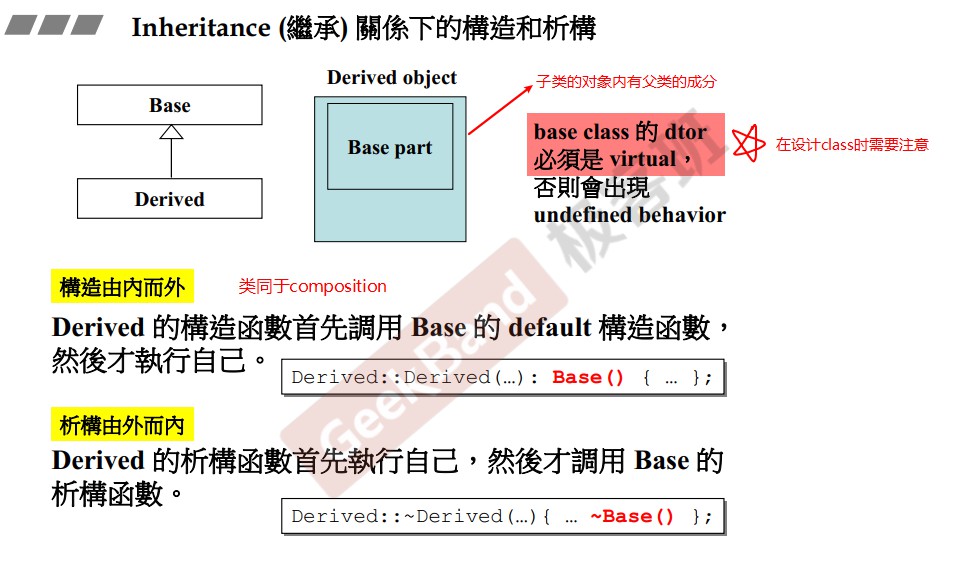 Inheritance (繼承) 關係下的構造和析構
Derived object
子类的对象内有父类的成分
Base
Base part
Derived
base class 的 dtor
必須是 virtual，
否則會出現
undefined behavior
在设计class时需要注意
構造由內而外
类同于composition
Derived 的構造函數首先調用 Base 的 default 構造函數，
然後才執行自己。
Derived::Derived(…): Base() { … };
析構由外而內
Derived 的析構函數首先執行自己，然後才調用 Base 的
析構函數。
Derived::~Derived(…){ … ~Base() };
GeekBand 极客班